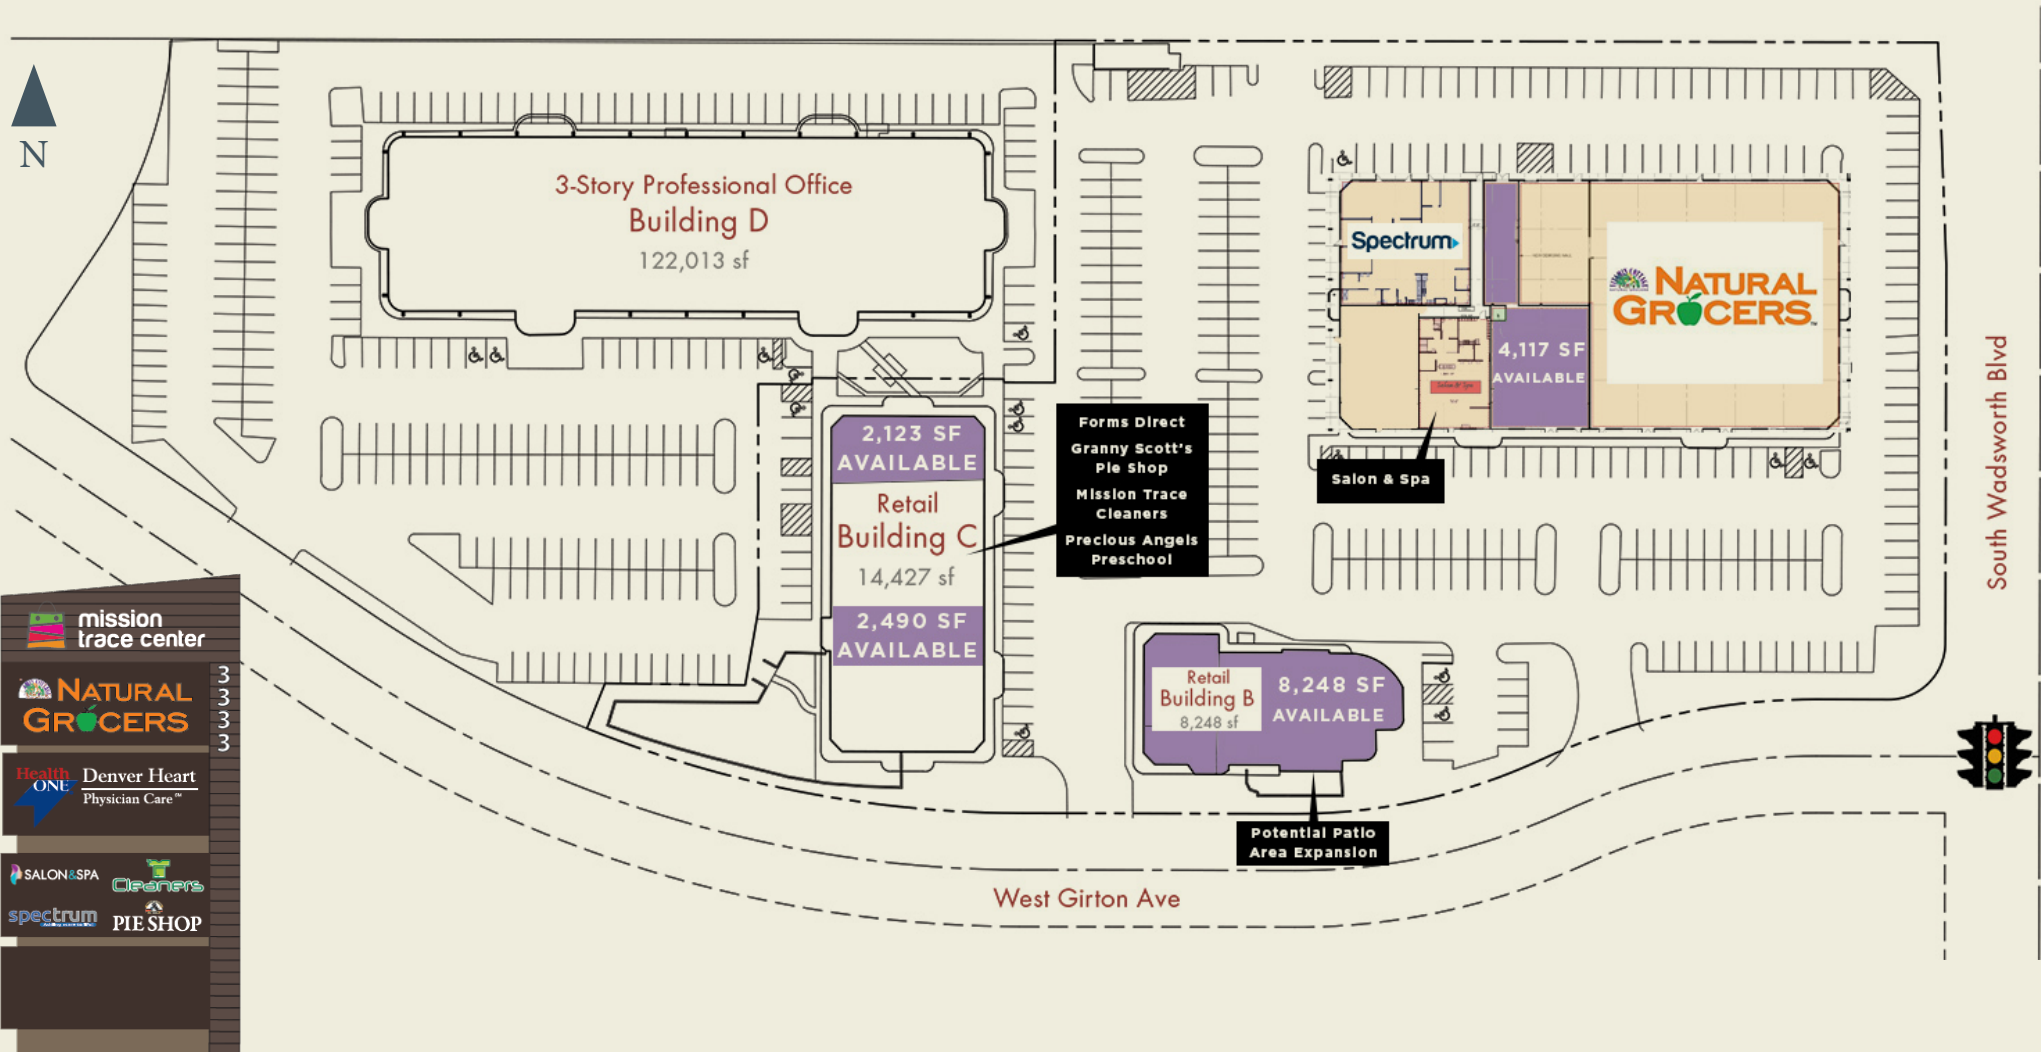 N
3-Story Professional Office
Building D
122,013 sf
Spectrum
NATURAL
GROCERS
4,117 SF
AVAILABLE
Salon & Spa
Salon & Spa
South Wadsworth Blvd
2,123 SF
AVAILABLE
Retail
Building C
14,427 sf
2,490 SF
AVAILABLE
Forms Direct
Granny Scott's
Pie Shop
Mission Trace
Cleaners
Precious Angels
Preschool
Retail
Building B
8,248 sf
8,248 SF
AVAILABLE
Potential Patio
Area Expansion
West Girton Ave
mission
trace center
NATURAL
GROCERS
3
3
3
3
Health
ONE
Denver Heart
Physician Care™
SALON&SPA
Cleaners
spectrum
PIE SHOP